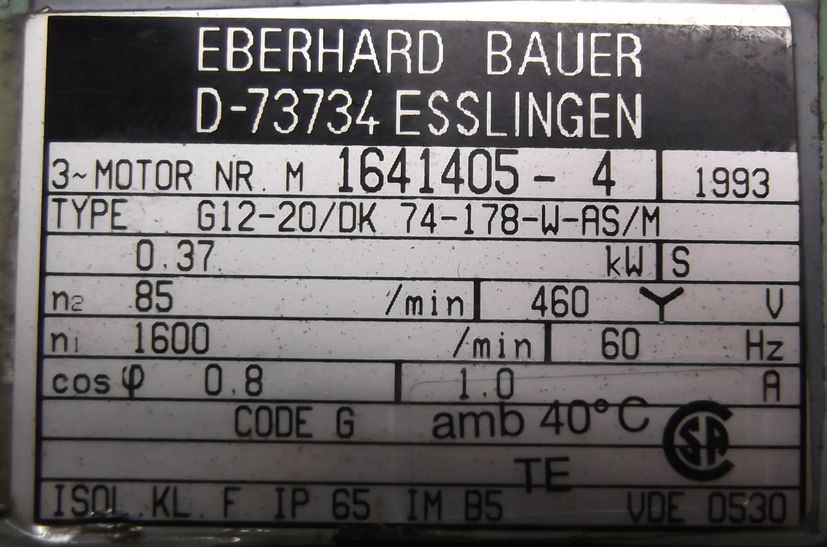 EBERHARD BAUER
D-73734 ESSLINGEN
3~MOTOR NR. M 1641405-4 1993
TYPE G12-20/DK 74-178-W-AS/M
0.37 kW S
n₂ 85 /min 460 Y V
n₁ 1600 /min 60 Hz
cos φ 0.8 1.0 A
CODE G amb 40°C CSA
TE
ISOL.KL. F IP 65 IM B5 VDE 0530